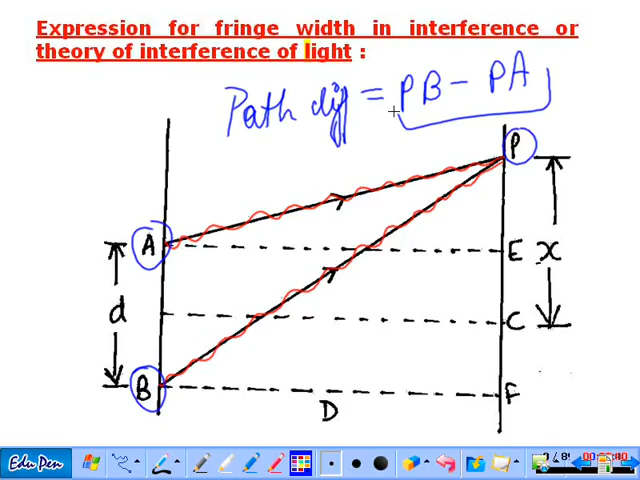 Expression for fringe width in interference or
theory of interference of light :
Path diff = PB - PA
P
A
E
x
d
C
B
F
D
Edu Pen